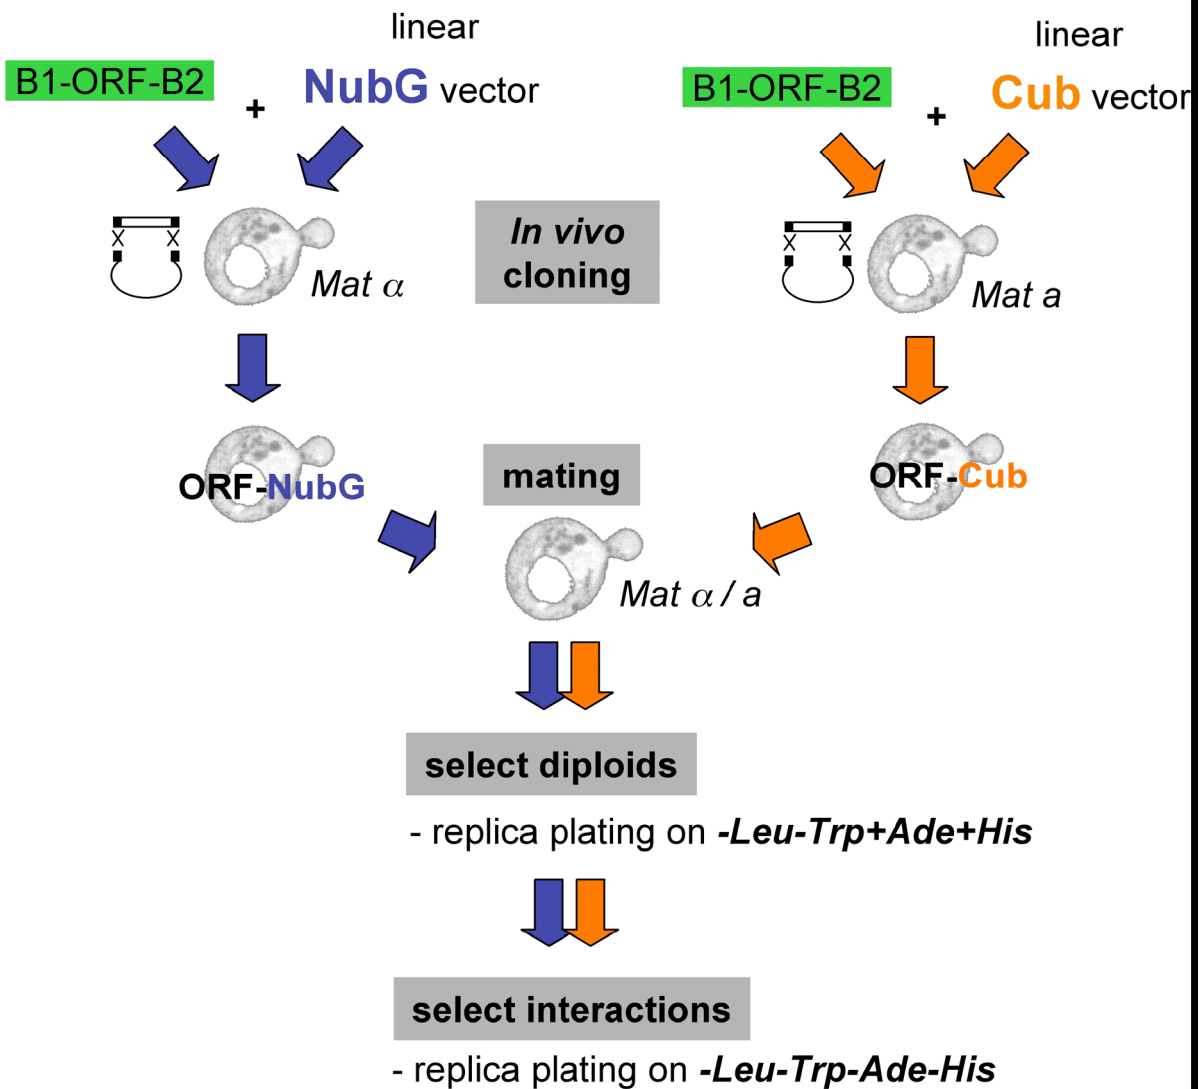 linear
B1-ORF-B2
+
NubG vector
linear
B1-ORF-B2
+
Cub vector
In vivo
cloning
Mat α
Mat a
ORF-NubG
mating
ORF-Cub
Mat α / a
select diploids
- replica plating on -Leu-Trp+Ade+His
select interactions
- replica plating on -Leu-Trp-Ade-His